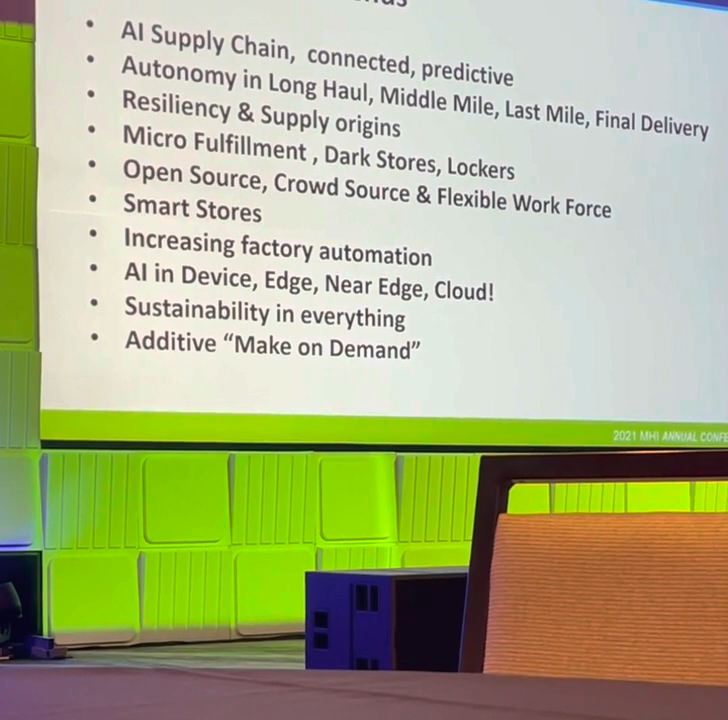 • AI Supply Chain, connected, predictive
• Autonomy in Long Haul, Middle Mile, Last Mile, Final Delivery
• Resiliency & Supply origins
• Micro Fulfillment , Dark Stores, Lockers
• Open Source, Crowd Source & Flexible Work Force
• Smart Stores
• Increasing factory automation
• AI in Device, Edge, Near Edge, Cloud!
• Sustainability in everything
• Additive “Make on Demand”
2021 MHI ANNUAL